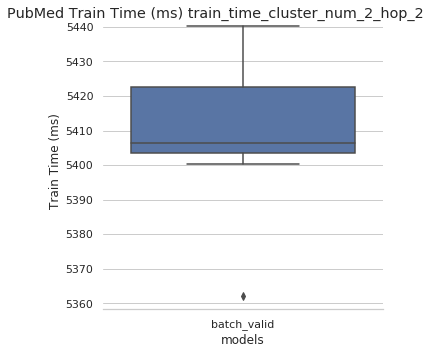 PubMed Train Time (ms) train_time_cluster_num_2_hop_2
5440
5430
5420
5410
5400
5390
5380
5370
5360
Train Time (ms)
batch_valid
models